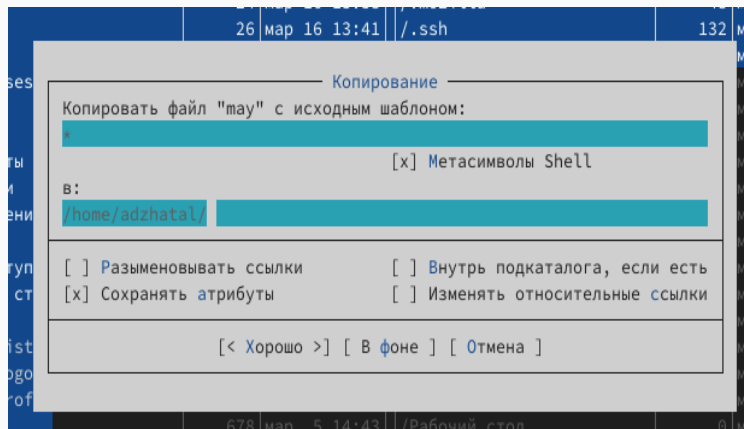 26 мар 16 13:41 /.ssh 132
Копирование
Копировать файл "may" с исходным шаблоном:
*
[x] Метасимволы Shell
в:
/home/adzhatal/
[ ] Разыменовывать ссылки [ ] Внутрь подкаталога, если есть
[x] Сохранять атрибуты [ ] Изменять относительные ссылки
[< Хорошо >] [ В фоне ] [ Отмена ]
678 мар 5 14:43 /Рабочий стол 0